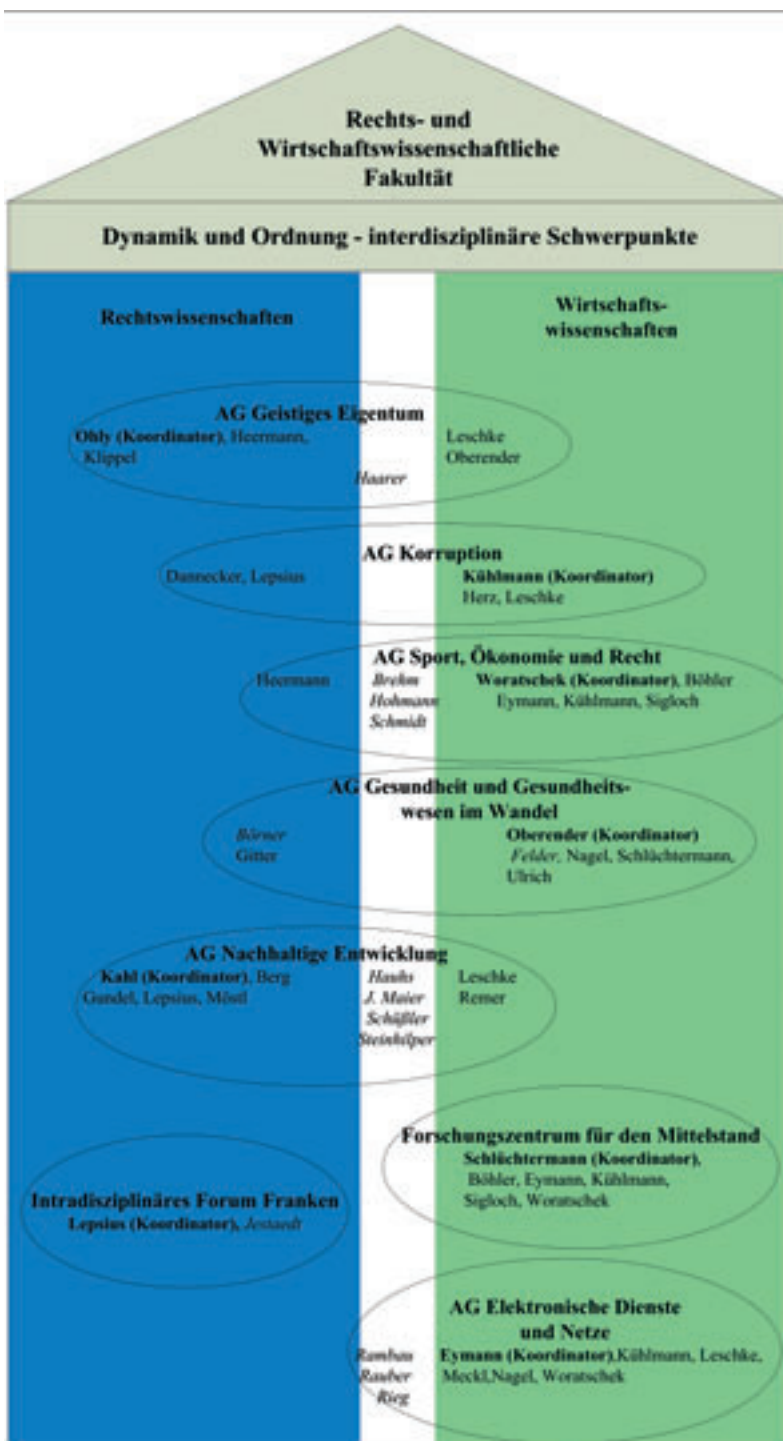 Rechts- und
Wirtschaftswissenschaftliche
Fakultät
Dynamik und Ordnung - interdisziplinäre Schwerpunkte
Rechtswissenschaften
Wirtschafts-
wissenschaften
AG Geistiges Eigentum
Ohly (Koordinator), Heermann,
Klippel
Haarer
Leschke
Oberender
AG Korruption
Dannecker, Lepsius
Kühlmann (Koordinator)
Herz, Leschke
AG Sport, Ökonomie und Recht
Heermann
Brehm
Hohmann
Schmidt
Woratschek (Koordinator), Böhler
Eymann, Kühlmann, Sigloch
AG Gesundheit und Gesundheits-
wesen im Wandel
Börner
Gitter
Oberender (Koordinator)
Felder, Nagel, Schlüchtermann,
Ulrich
AG Nachhaltige Entwicklung
Kahl (Koordinator), Berg
Gundel, Lepsius, Möstl
Hauhs
J. Maier
Schüßler
Steinhilper
Leschke
Remer
Forschungszentrum für den Mittelstand
Schlüchtermann (Koordinator),
Böhler, Eymann, Kühlmann,
Sigloch, Woratschek
Intradisziplinäres Forum Franken
Lepsius (Koordinator), Jestaedt
AG Elektronische Dienste
und Netze
Rambau
Rauber
Rieg
Eymann (Koordinator),Kühlmann, Leschke,
Meckl,Nagel, Woratschek